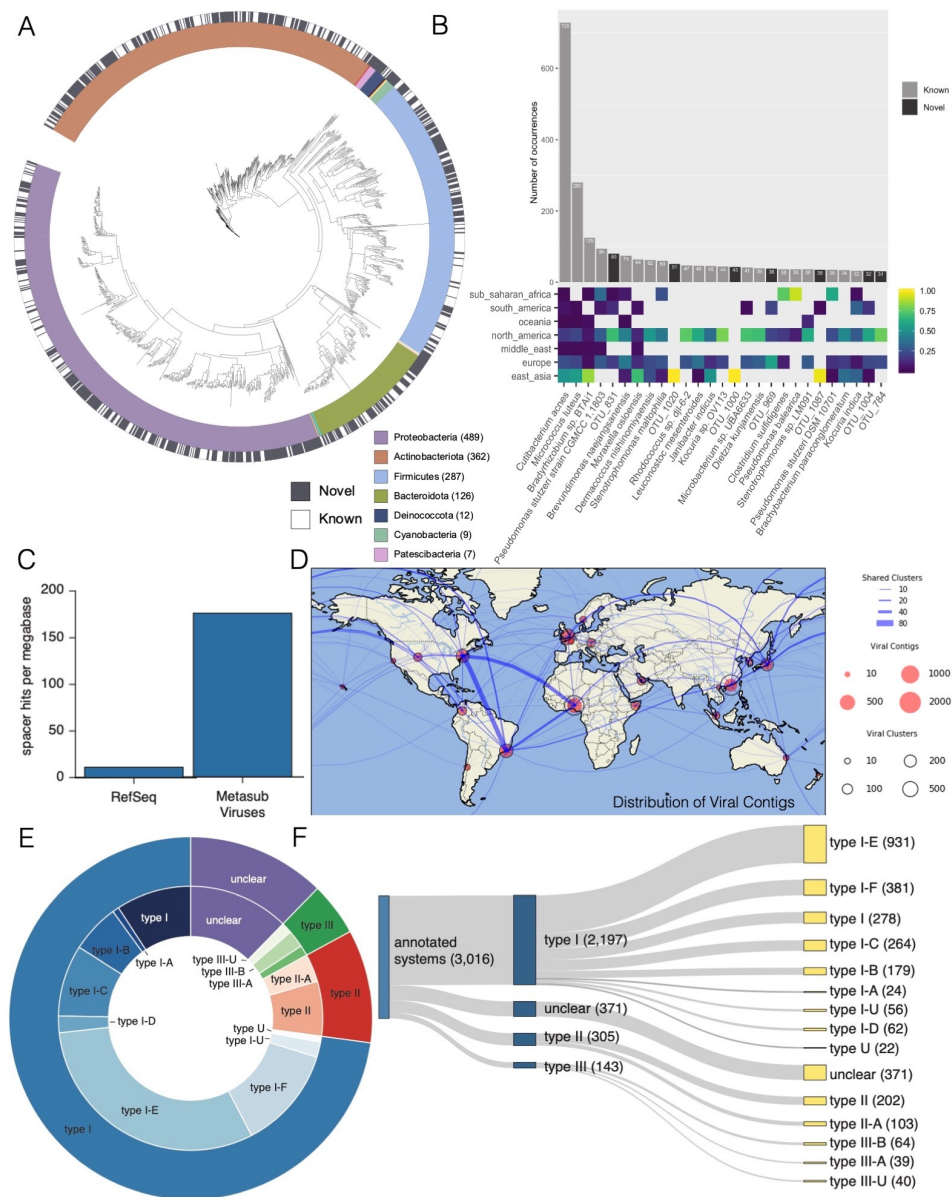 A
Novel
Known
Proteobacteria (489)
Actinobacteriota (362)
Firmicutes (287)
Bacteroidota (126)
Deinococcota (12)
Cyanobacteria (9)
Patescibacteria (7)
B
Number of occurrences
600
400
200
0
Known
Novel
sub_saharan_africa
south_america
oceania
north_america
middle_east
europe
east_asia
1.00
0.75
0.50
0.25
Cutibacterium acnes
Micrococcus luteus
Bradyrhizobium sp. BTAi1
Pseudomonas stutzeri strain CGMCC 1.1803
OTU_831
Brevundimonas naejangsanensis
Moraxella osloensis
Dermacoccus nishinomiyaensis
Stenotrophomonas maltophilia
OTU_1020
Rhodococcus sp. dji-6-2
Leuconostoc mesenteroides
Janibacter indicus
Kocuria sp. OV113
OTU_1000
Microbacterium sp. UBA6633
Dietzia kunjamensis
OTU_969
Clostridium sulfidigenes
Pseudomonas balearica
Stenotrophomonas sp. LM091
OTU_1987
Pseudomonas stutzeri DSM 10701
Brachybacterium paraconglomeratum
Kocuria indica
OTU_1004
OTU_784
C
spacer hits per megabase
200
150
100
50
0
RefSeq
Metasub
Viruses
D
Distribution of Viral Contigs
Shared Clusters
10
20
40
80
Viral Contigs
10
1000
500
2000
Viral Clusters
10
200
100
500
E
unclear
type III
type II
type I
unclear
type III-U
type III-B
type III-A
type II-A
type II
type U
type I-U
type I-F
type I-E
type I-D
type I-C
type I-B
type I-A
type I
F
annotated
systems (3,016)
type I (2,197)
unclear (371)
type II (305)
type III (143)
type I-E (931)
type I-F (381)
type I (278)
type I-C (264)
type I-B (179)
type I-A (24)
type I-U (56)
type I-D (62)
type U (22)
unclear (371)
type II (202)
type II-A (103)
type III-B (64)
type III-A (39)
type III-U (40)